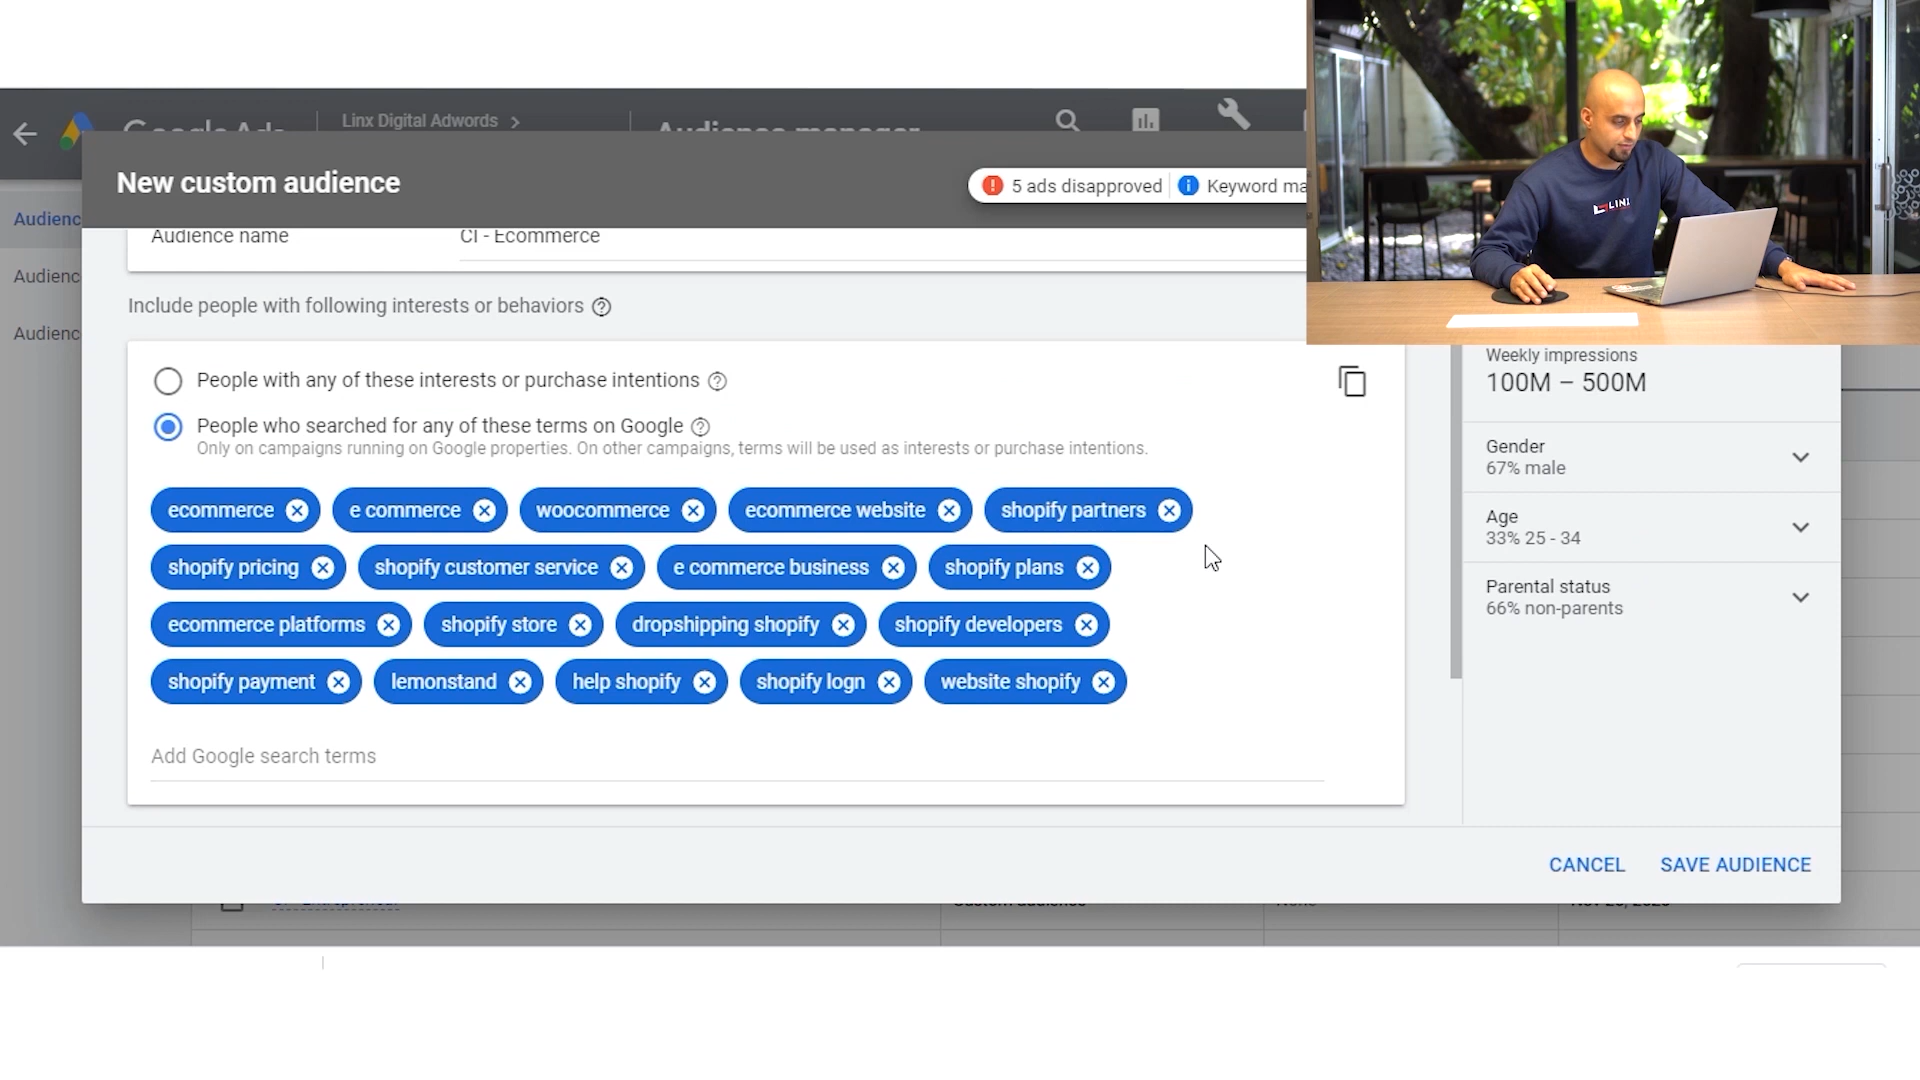 Linx Digital Adwords
Google Ads
Audience manager
New custom audience
5 ads disapproved
Keyword ma
LINX
Audienc
Audienc
Audienc
Audience name
CI - Ecommerce
Include people with following interests or behaviors
People with any of these interests or purchase intentions
People who searched for any of these terms on Google
Only on campaigns running on Google properties. On other campaigns, terms will be used as interests or purchase intentions.
ecommerce
e commerce
woocommerce
ecommerce website
shopify partners
shopify pricing
shopify customer service
e commerce business
shopify plans
ecommerce platforms
shopify store
dropshipping shopify
shopify developers
shopify payment
lemonstand
help shopify
shopify logn
website shopify
Add Google search terms
Weekly impressions
100M – 500M
Gender
67% male
Age
33% 25 - 34
Parental status
66% non-parents
CANCEL
SAVE AUDIENCE